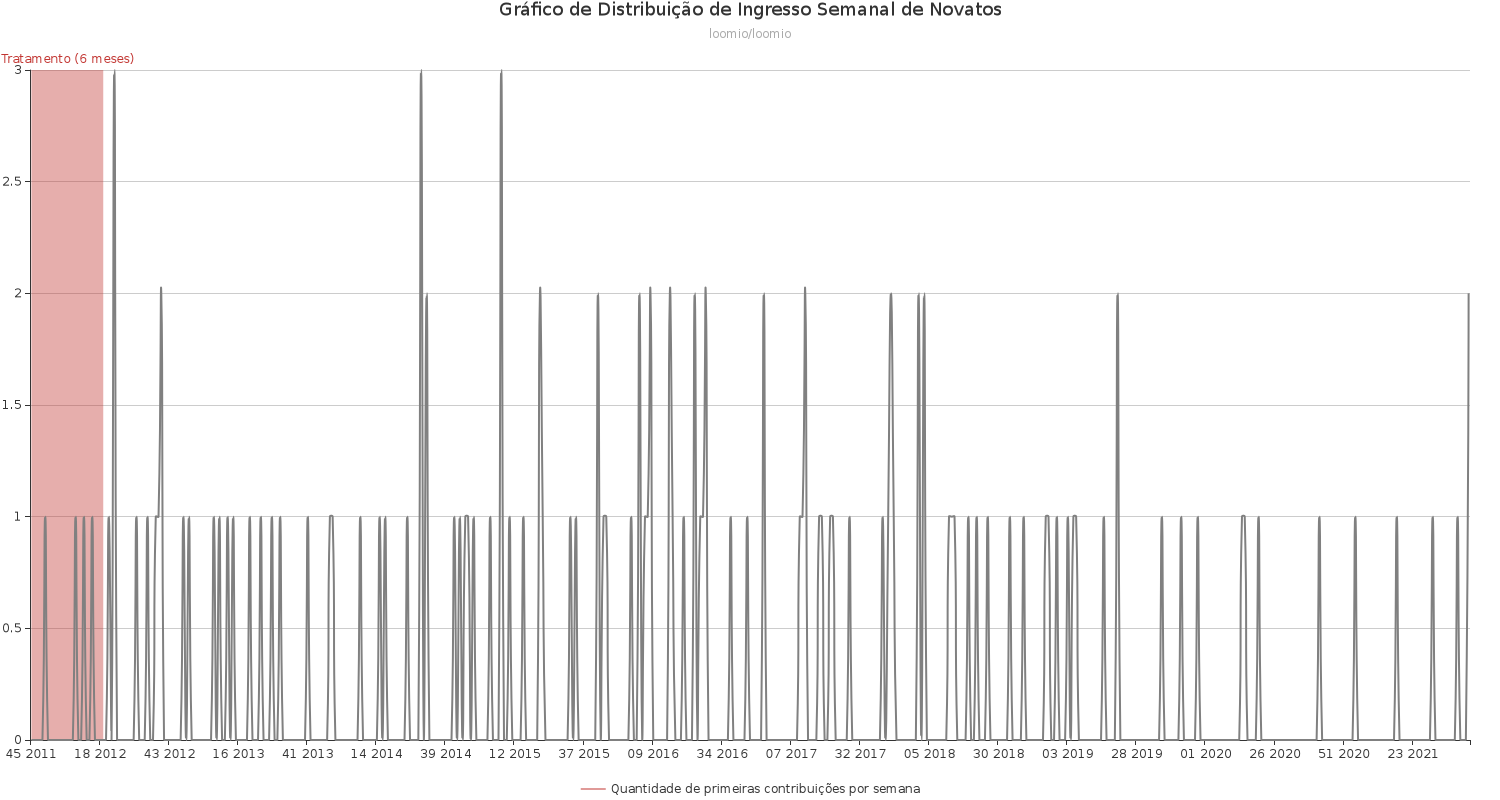 Gráfico de Distribuição de Ingresso Semanal de Novatos
loomio/loomio
Tratamento (6 meses)
3
2.5
2
1.5
1
0.5
0
45 2011 18 2012 43 2012 16 2013 41 2013 14 2014 39 2014 12 2015 37 2015 09 2016 34 2016 07 2017 32 2017 05 2018 30 2018 03 2019 28 2019 01 2020 26 2020 51 2020 23 2021
Quantidade de primeiras contribuições por semana